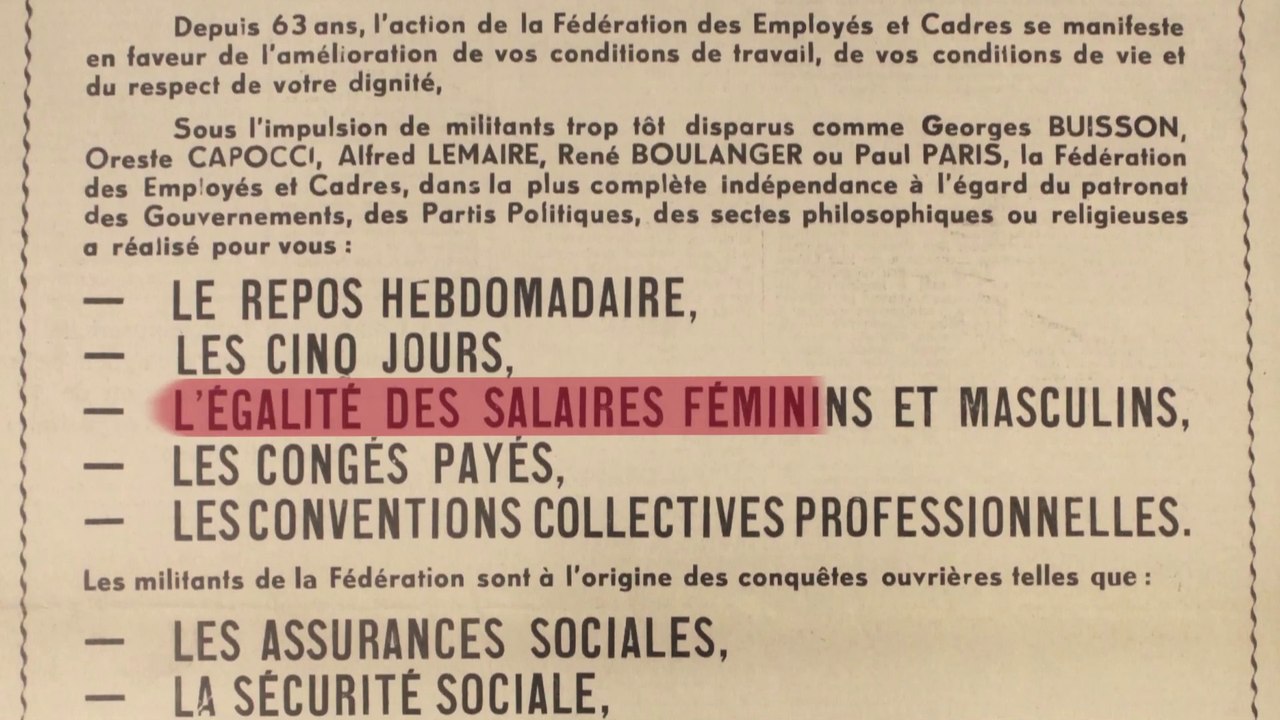 Depuis 63 ans, l'action de la Fédération des Employés et Cadres se manifeste
en faveur de l'amélioration de vos conditions de travail, de vos conditions de vie et
du respect de votre dignité,
Sous l'impulsion de militants trop tôt disparus comme Georges BUISSON,
Oreste CAPOCCI, Alfred LEMAIRE, René BOULANGER ou Paul PARIS, la Fédération
des Employés et Cadres, dans la plus complète indépendance à l'égard du patronat
des Gouvernements, des Partis Politiques, des sectes philosophiques ou religieuses
a réalisé pour vous :
— LE REPOS HEBDOMADAIRE,
— LES CINQ JOURS,
— L'ÉGALITÉ DES SALAIRES FÉMININS ET MASCULINS,
— LES CONGÉS PAYÉS,
— LES CONVENTIONS COLLECTIVES PROFESSIONNELLES.
Les militants de la Fédération sont à l'origine des conquêtes ouvrières telles que :
— LES ASSURANCES SOCIALES,
— LA SÉCURITÉ SOCIALE,